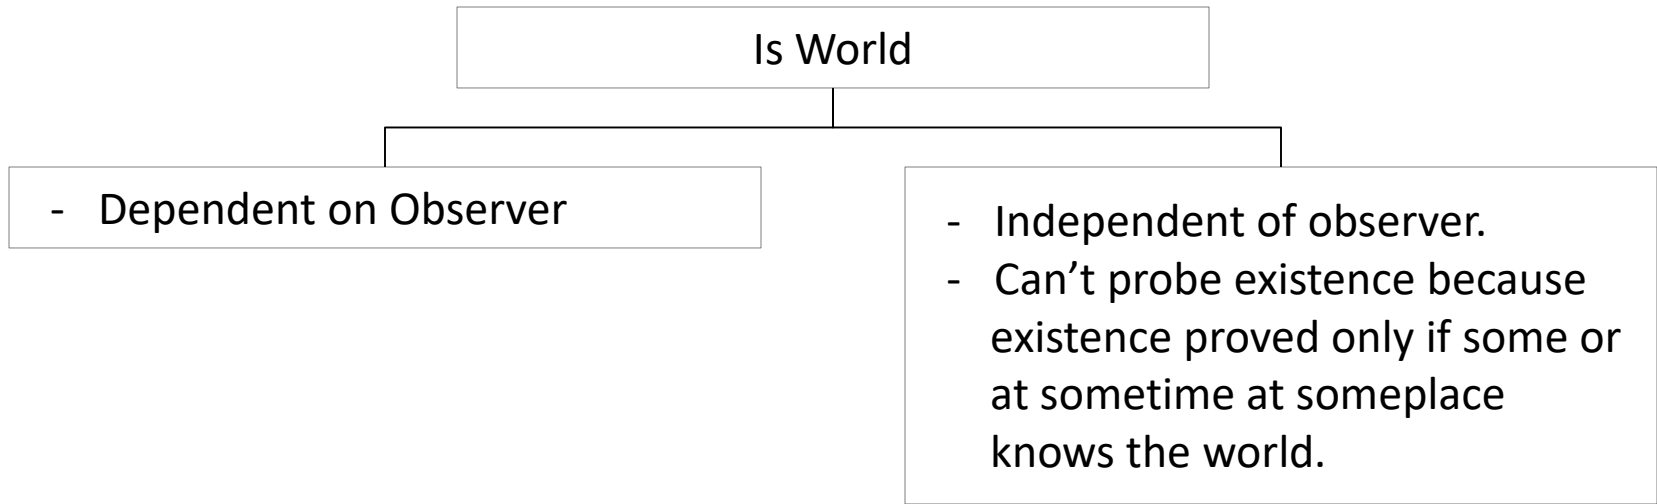 Is World
- Dependent on Observer
- Independent of observer.
- Can’t probe existence because
existence proved only if some or
at sometime at someplace
knows the world.